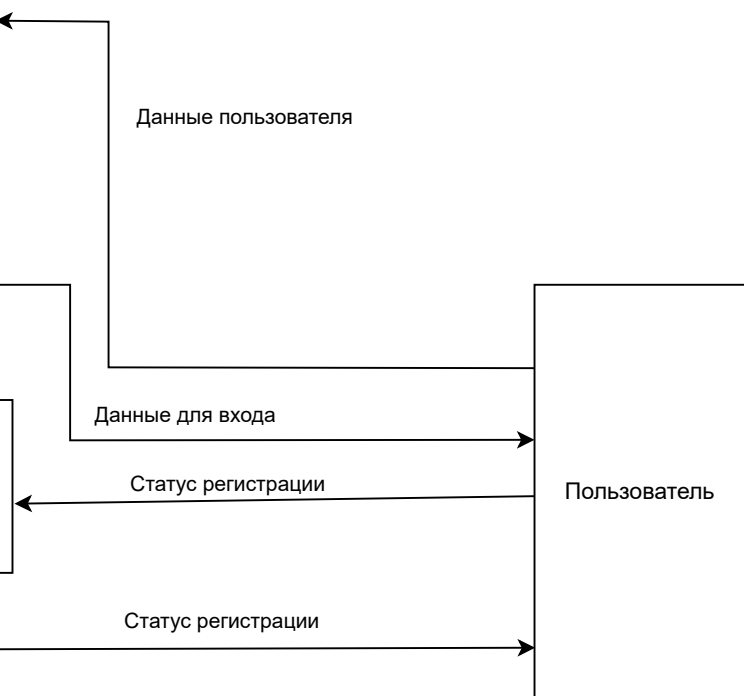 Данные пользователя
Данные для входа
Статус регистрации
Пользователь
Статус регистрации